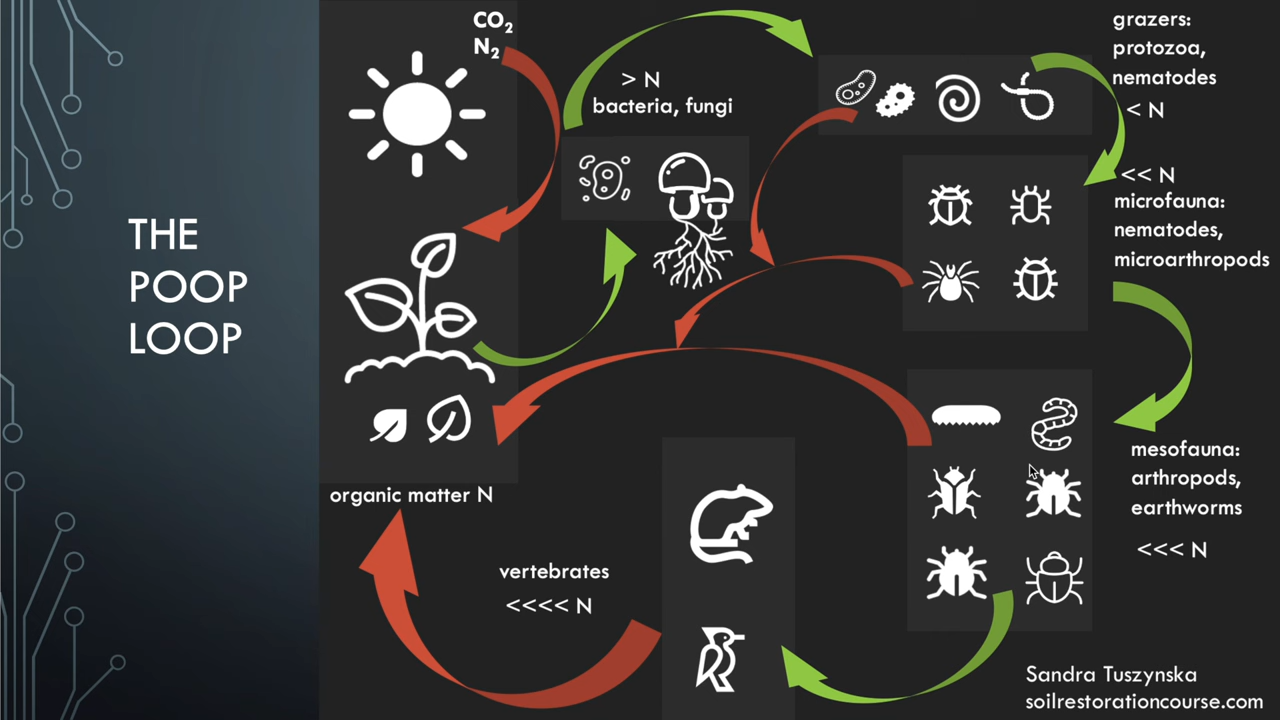 THE
POOP
LOOP
CO₂
N₂
> N
bacteria, fungi
grazers:
protozoa,
nematodes
< N
<< N
microfauna:
nematodes,
microarthropods
mesofauna:
arthropods,
earthworms
<<< N
organic matter N
vertebrates
<<<< N
Sandra Tuszynska
soilrestorationcourse.com